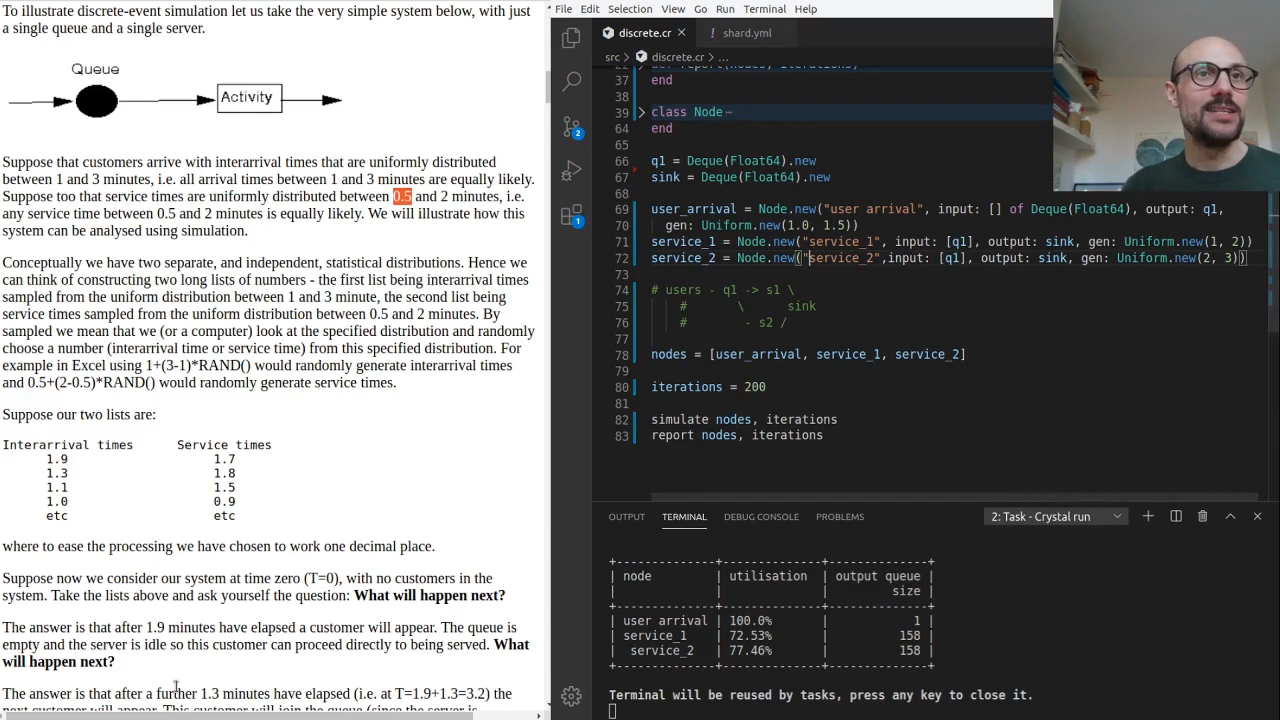 To illustrate discrete-event simulation let us take the very simple system below, with just
a single queue and a single server.
Queue
Activity
Suppose that customers arrive with interarrival times that are uniformly distributed
between 1 and 3 minutes, i.e. all arrival times between 1 and 3 minutes are equally likely.
Suppose too that service times are uniformly distributed between 0.5 and 2 minutes, i.e.
any service time between 0.5 and 2 minutes is equally likely. We will illustrate how this
system can be analysed using simulation.
Conceptually we have two separate, and independent, statistical distributions. Hence we
can think of constructing two long lists of numbers - the first list being interarrival times
sampled from the uniform distribution between 1 and 3 minute, the second list being
service times sampled from the uniform distribution between 0.5 and 2 minutes. By
sampled we mean that we (or a computer) look at the specified distribution and randomly
choose a number (interarrival time or service time) from this specified distribution. For
example in Excel using 1+(3-1)*RAND() would randomly generate interarrival times
and 0.5+(2-0.5)*RAND() would randomly generate service times.
Suppose our two lists are:
Interarrival times Service times
1.9 1.7
1.3 1.8
1.1 1.5
1.0 0.9
etc etc
where to ease the processing we have chosen to work one decimal place.
Suppose now we consider our system at time zero (T=0), with no customers in the
system. Take the lists above and ask yourself the question: What will happen next?
The answer is that after 1.9 minutes have elapsed a customer will appear. The queue is
empty and the server is idle so this customer can proceed directly to being served. What
will happen next?
The answer is that after a further 1.3 minutes have elapsed (i.e. at T=1.9+1.3=3.2) the
next customer will appear. This customer will join the queue (since the server is
File Edit Selection View Go Run Terminal Help
discrete.cr shard.yml
src > discrete.cr > ...
22 def report(nodes, iterations)
37 end
38
39 class Node ⋯
64 end
65
66 q1 = Deque(Float64).new
67 sink = Deque(Float64).new
68
69 user_arrival = Node.new("user arrival", input: [] of Deque(Float64), output: q1,
70 gen: Uniform.new(1.0, 1.5))
71 service_1 = Node.new("service_1", input: [q1], output: sink, gen: Uniform.new(1, 2))
72 service_2 = Node.new("service_2",input: [q1], output: sink, gen: Uniform.new(2, 3))
73
74 # users - q1 -> s1 \
75 # \ sink
76 # - s2 /
77
78 nodes = [user_arrival, service_1, service_2]
79
80 iterations = 200
81
82 simulate nodes, iterations
83 report nodes, iterations
2
1
OUTPUT TERMINAL DEBUG CONSOLE PROBLEMS 2: Task - Crystal run
+--------------+--------------+--------------+
| node | utilisation | output queue |
| | | size |
+--------------+--------------+--------------+
| user arrival | 100.0% | 1 |
| service_1 | 72.53% | 158 |
| service_2 | 77.46% | 158 |
+--------------+--------------+--------------+
Terminal will be reused by tasks, press any key to close it.